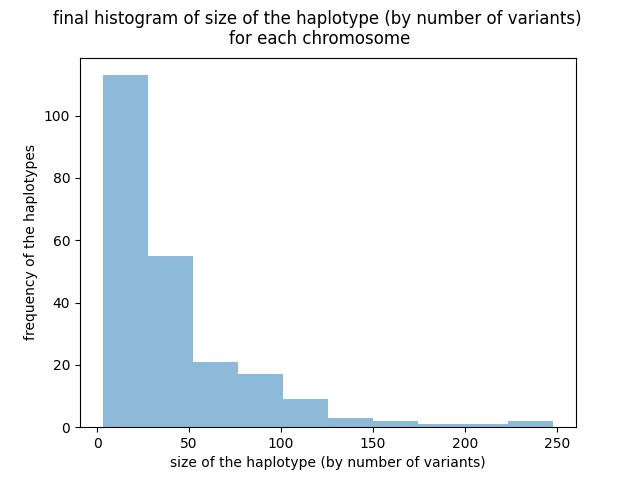 final histogram of size of the haplotype (by number of variants)
for each chromosome
frequency of the haplotypes
100
80
60
40
20
0
0 50 100 150 200 250
size of the haplotype (by number of variants)